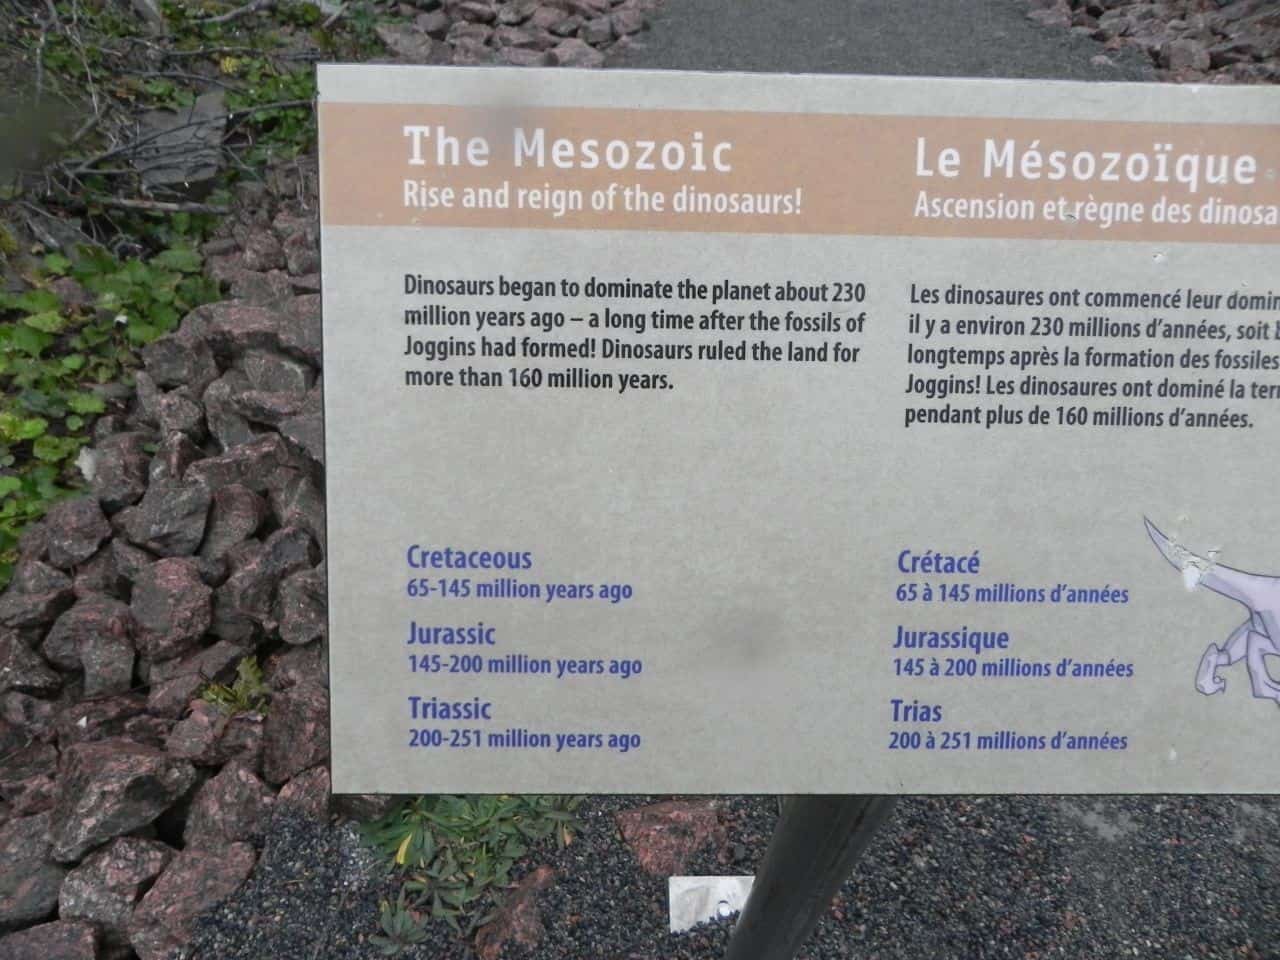 The Mesozoic
Rise and reign of the dinosaurs!
Dinosaurs began to dominate the planet about 230
million years ago – a long time after the fossils of
Joggins had formed! Dinosaurs ruled the land for
more than 160 million years.
Cretaceous
65-145 million years ago
Jurassic
145-200 million years ago
Triassic
200-251 million years ago
Le Mésozoïque
Ascension et règne des
Les dinosaures ont commencé leur
il y a environ 230 millions d'années, soit
longtemps après la formation des fossiles
Joggins! Les dinosaures ont dominé la
pendant plus de 160 millions d'années.
Crétacé
65 à 145 millions d'années
Jurassique
145 à 200 millions d'années
Trias
200 à 251 millions d'années